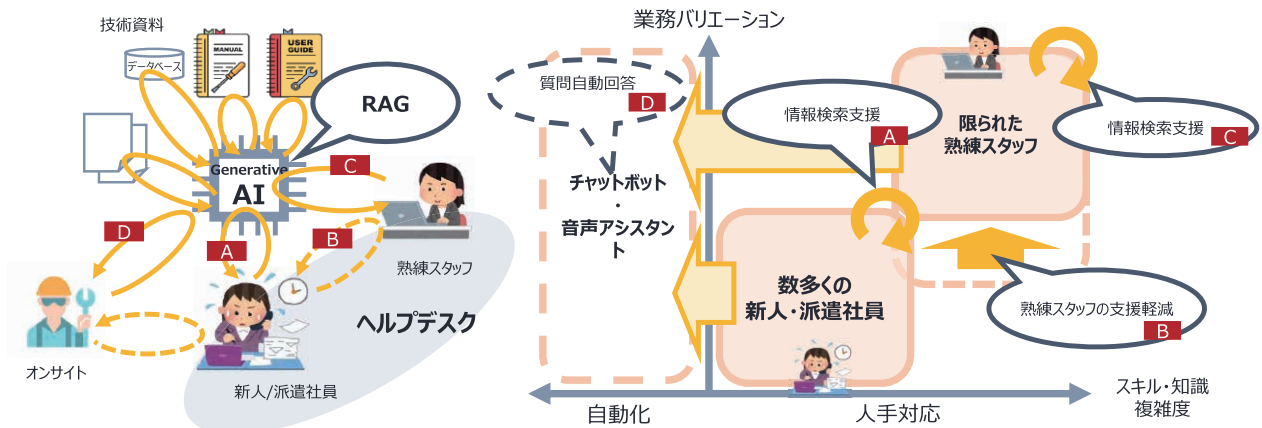 技術資料
データベース
MANUAL
USER
GUIDE
RAG
Generative
AI
C
D
A
B
熟練スタッフ
ヘルプデスク
オンサイト
新人/派遣社員
業務バリエーション
質問自動回答
D
チャットボット
・
音声アシスタン
ト
情報検索支援
A
限られた
熟練スタッフ
情報検索支援
C
数多くの
新人・派遣社員
熟練スタッフの支援軽減
B
自動化
人手対応
スキル・知識
複雑度